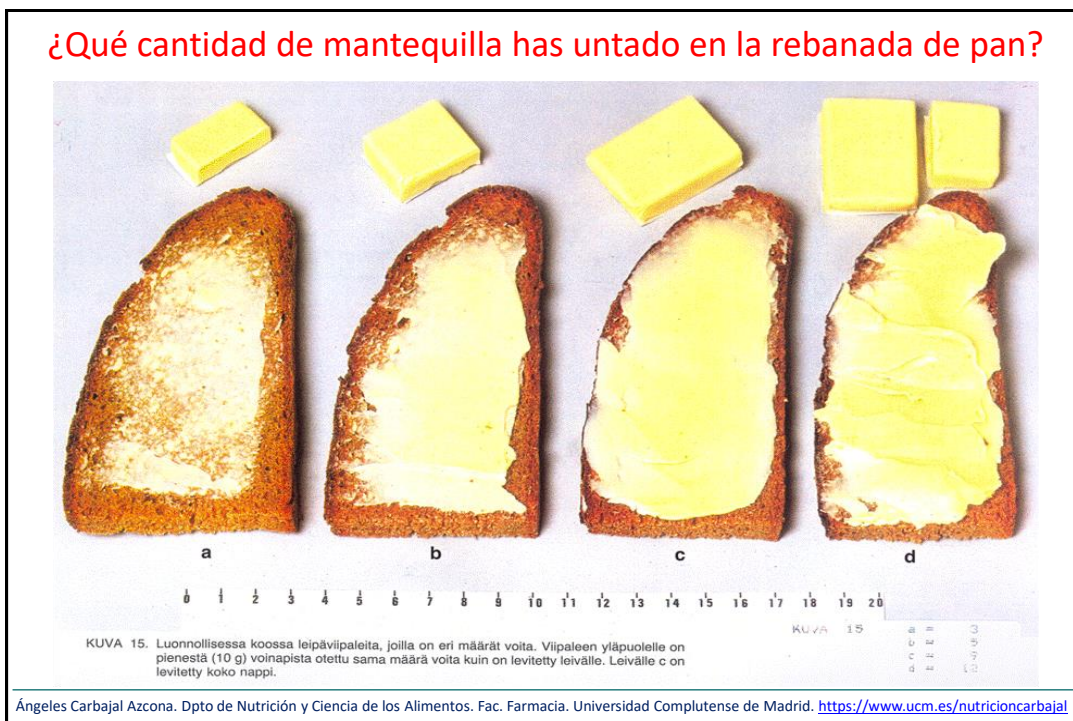 ¿Qué cantidad de mantequilla has untado en la rebanada de pan?
a b c d
0 1 2 3 4 5 6 7 8 9 10 11 12 13 14 15 16 17 18 19 20
KUVA 15. Luonnollisessa koossa leipäviipaleita, joilla on eri määrät voita. Viipaleen yläpuolelle on
pienestä (10 g) voinapista otettu sama määrä voita kuin on levitetty leivälle. Leivälle c on
levitetty koko nappi.
KUVA 15 a = 3
b = 5
c = 9
d = 12
Ángeles Carbajal Azcona. Dpto de Nutrición y Ciencia de los Alimentos. Fac. Farmacia. Universidad Complutense de Madrid. https://www.ucm.es/nutricioncarbajal